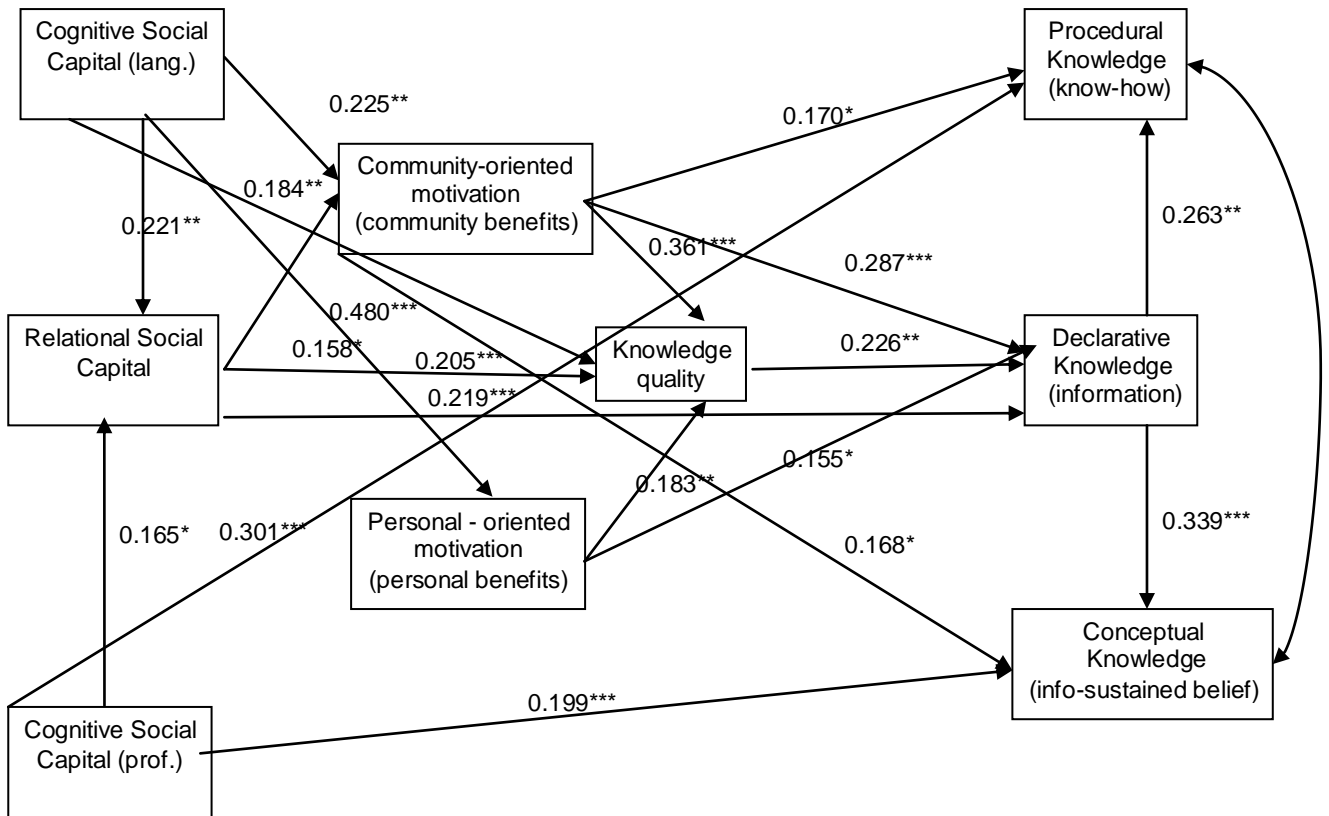 Cognitive Social
Capital (lang.)
Procedural
Knowledge
(know-how)
0.225**
0.170*
Community-oriented
motivation
(community benefits)
0.184**
0.221**
0.263**
0.361***
0.287***
0.480***
Relational Social
Capital
0.158*
0.205***
Knowledge
quality
0.226**
Declarative
Knowledge
(information)
0.219***
0.155*
0.183**
0.165*
0.301***
Personal - oriented
motivation
(personal benefits)
0.339***
0.168*
Conceptual
Knowledge
(info-sustained belief)
0.199***
Cognitive Social
Capital (prof.)